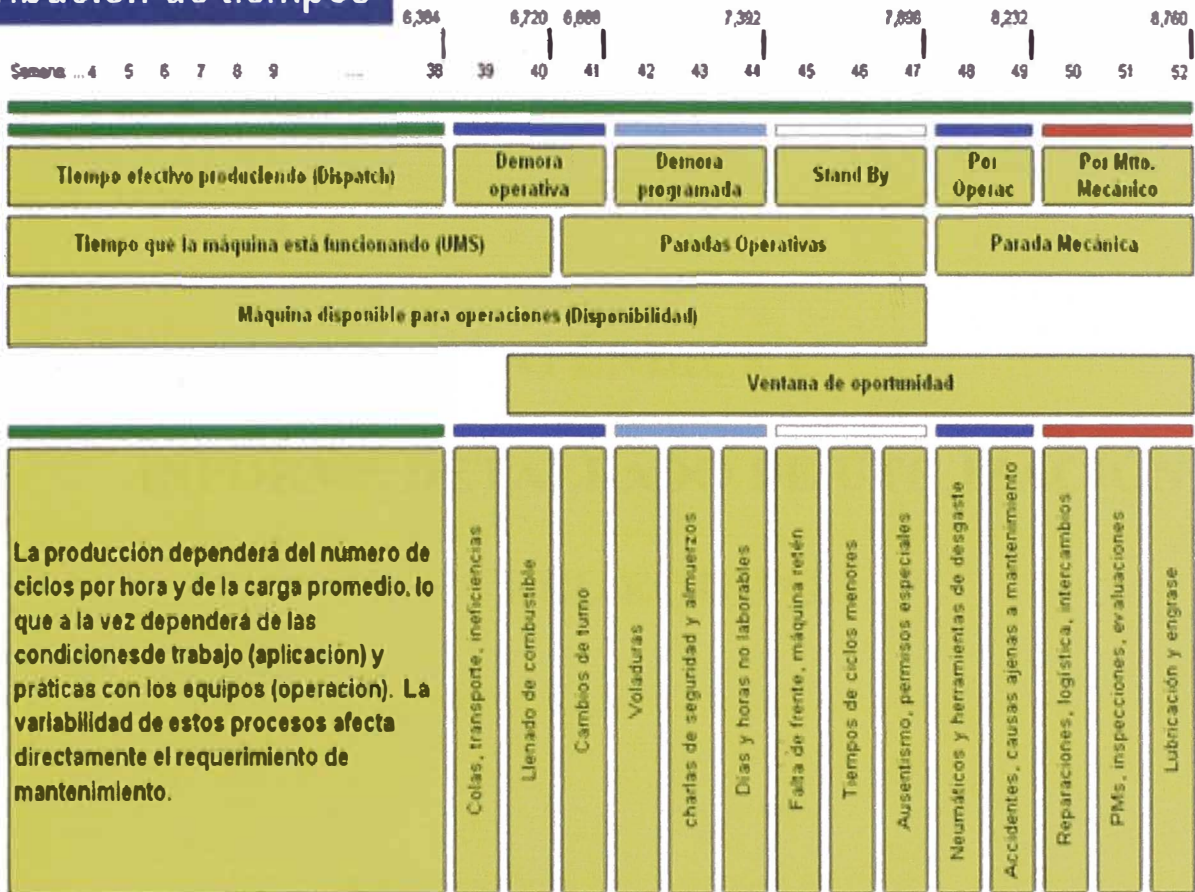 ribución de tiempos
6,384 6,720 6,888 7,392 7,896 8,232 8,760
Semana ... 4 5 6 7 8 9 .... 38 39 40 41 42 43 44 45 46 47 48 49 50 51 52
Tiempo efectivo produciendo (Dispatch)
Demora
operativa
Demora
programada
Stand By
Por
Operac
Por Mtto.
Mecánico
Tiempo que la máquina está funcionando (UMS)
Paradas Operativas
Parada Mecánica
Máquina disponible para operaciones (Disponibilidad)
Ventana de oportunidad
La producción dependerá del número de
ciclos por hora y de la carga promedio, lo
que a la vez dependerá de las
condicionesde trabajo (aplicación) y
práticas con los equipos (operación). La
variabilidad de estos procesos afecta
directamente el requerimiento de
mantenimiento.
Colas, transporte, ineficiencias
Llenado de combustible
Cambios de turno
Voladuras
charlas de seguridad y almuerzos
Días y horas no laborables
Falta de frente, máquina retén
Tiempos de ciclos menores
Ausentismo, permisos especiales
Neumáticos y herramientas de desgaste
Accidentes, causas ajenas a mantenimiento
Reparaciones, logística, intercambios
PMs, inspecciones, evaluaciones
Lubricación y engrase